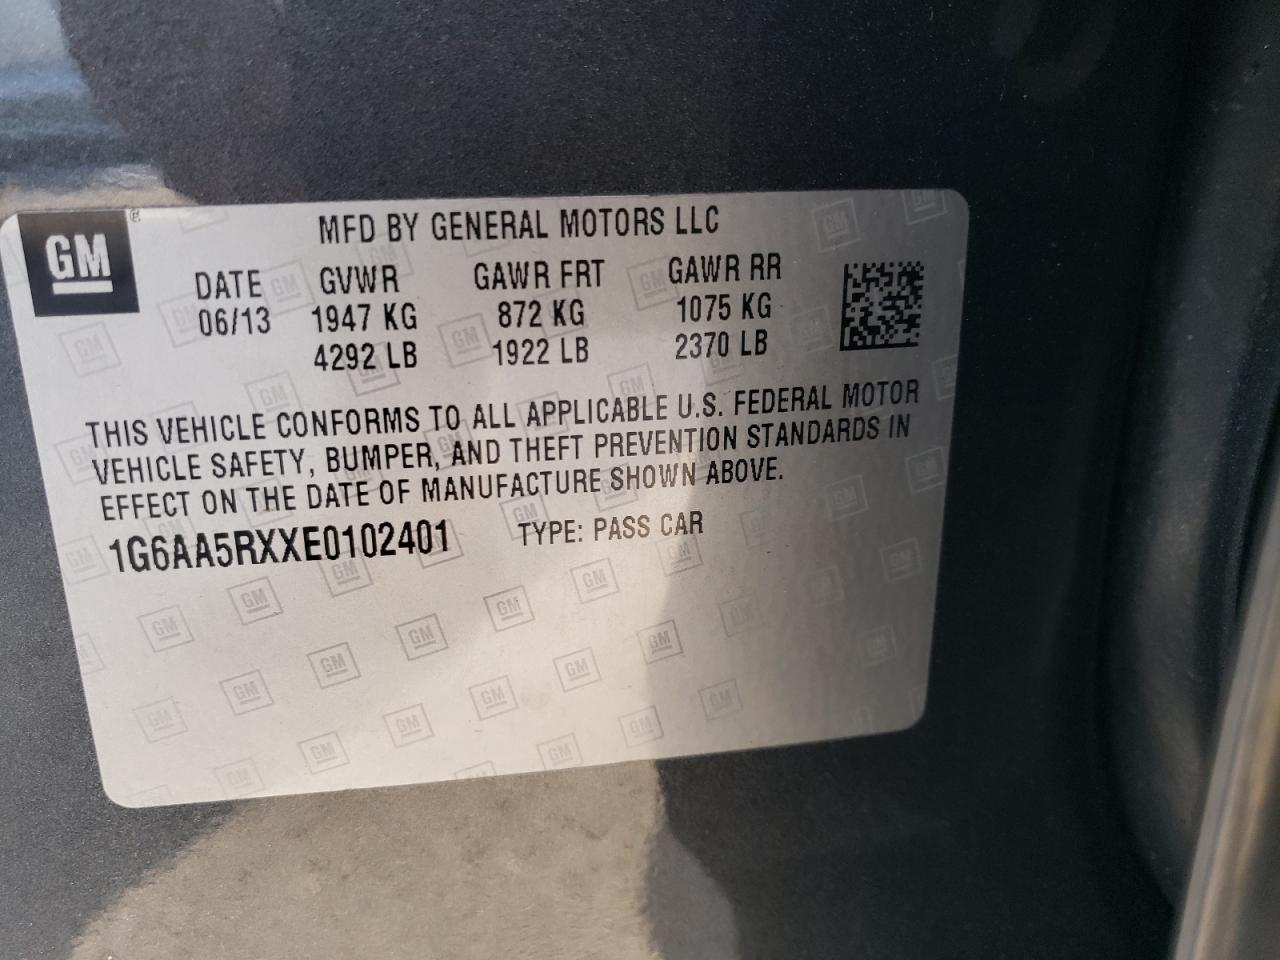 GM
MFD BY GENERAL MOTORS LLC
DATE GVWR GAWR FRT GAWR RR
06/13 1947 KG 872 KG 1075 KG
4292 LB 1922 LB 2370 LB
THIS VEHICLE CONFORMS TO ALL APPLICABLE U.S. FEDERAL MOTOR
VEHICLE SAFETY, BUMPER, AND THEFT PREVENTION STANDARDS IN
EFFECT ON THE DATE OF MANUFACTURE SHOWN ABOVE.
1G6AA5RXXE0102401 TYPE: PASS CAR